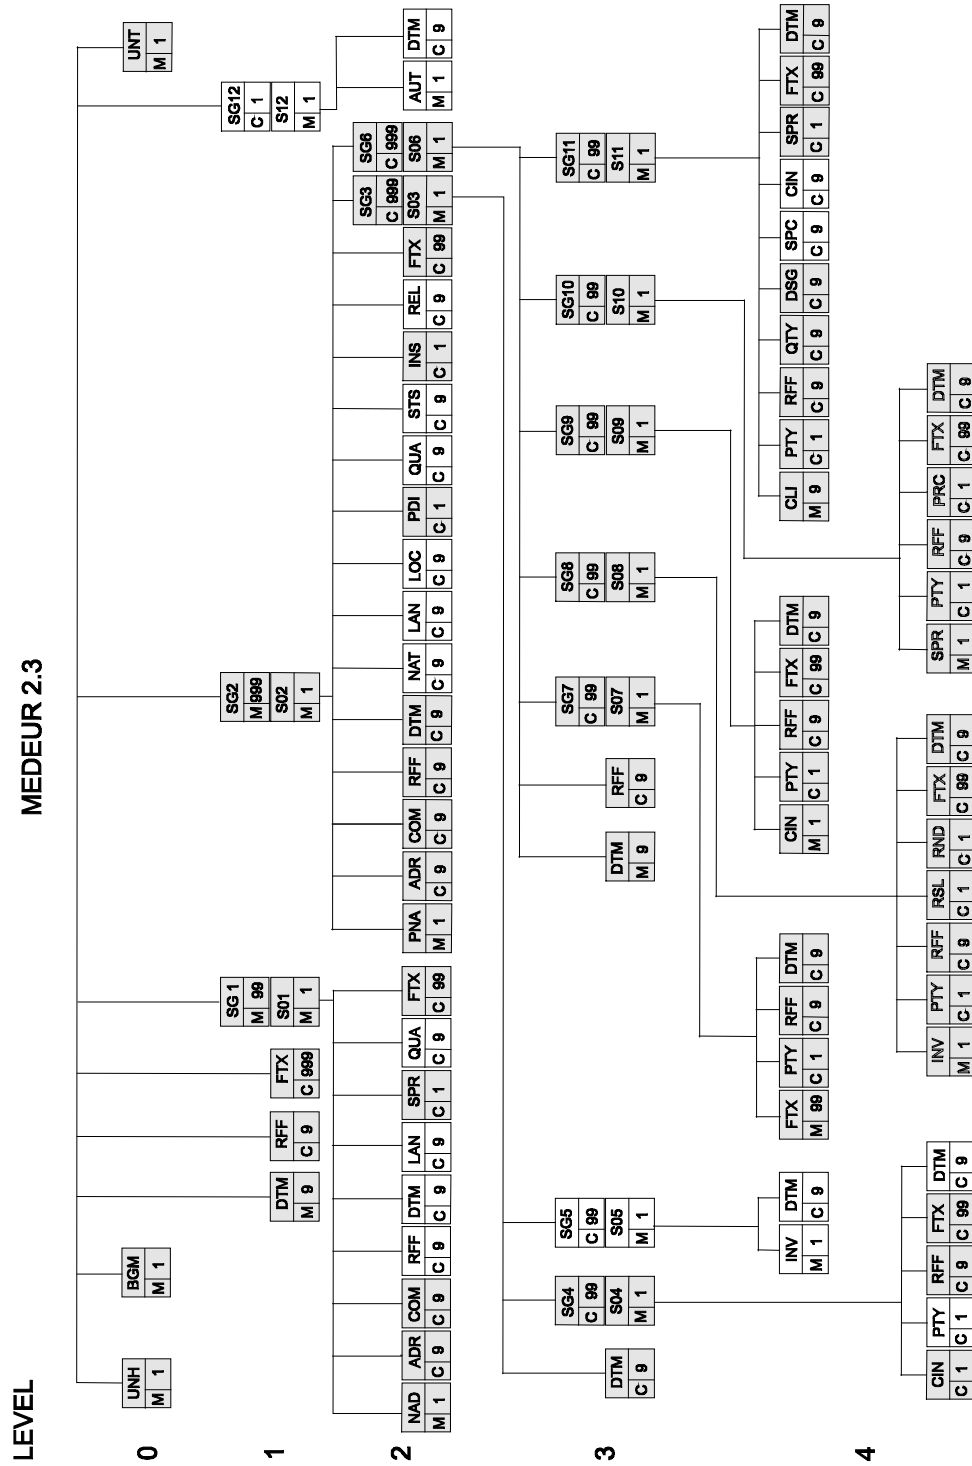 MEDEUR 2.3
LEVEL
0
UNH
M 1
BGM
M 1
UNT
M 1
1
DTM
M 9
RFF
C 9
FTX
C 999
SG 1
M 99
S01
M 1
SG2
M 999
S02
M 1
SG12
C 1
S12
M 1
2
NAD
M 1
ADR
C 9
COM
C 9
RFF
C 9
DTM
C 9
LAN
C 9
SPR
C 1
QUA
C 9
FTX
C 99
PNA
M 1
ADR
C 9
COM
C 9
RFF
C 9
DTM
C 9
NAT
C 9
LAN
C 9
LOC
C 9
PDI
C 1
QUA
C 9
STS
C 9
INS
C 1
REL
C 9
FTX
C 99
SG3
C 999
S03
M 1
SG6
C 999
S06
M 1
AUT
M 1
DTM
C 9
3
DTM
C 9
SG4
C 99
S04
M 1
SG5
C 99
S05
M 1
DTM
M 9
RFF
C 9
SG7
C 99
S07
M 1
SG8
C 99
S08
M 1
SG9
C 99
S09
M 1
SG10
C 99
S10
M 1
SG11
C 99
S11
M 1
4
INV
M 1
DTM
C 9
FTX
M 99
PTY
C 1
RFF
C 9
DTM
C 9
CIN
M 1
PTY
C 1
RFF
C 9
FTX
C 99
DTM
C 9
CLI
M 9
PTY
C 1
RFF
C 9
QTY
C 9
DSG
C 9
SPC
C 9
CIN
C 9
SPR
C 1
FTX
C 99
DTM
C 9
CIN
C 1
PTY
C 1
RFF
C 9
FTX
C 99
DTM
C 9
INV
M 1
PTY
C 1
RFF
C 9
RSL
C 1
RND
C 1
FTX
C 99
DTM
C 9
SPR
M 1
PTY
C 1
RFF
C 9
PRC
C 1
FTX
C 99
DTM
C 9